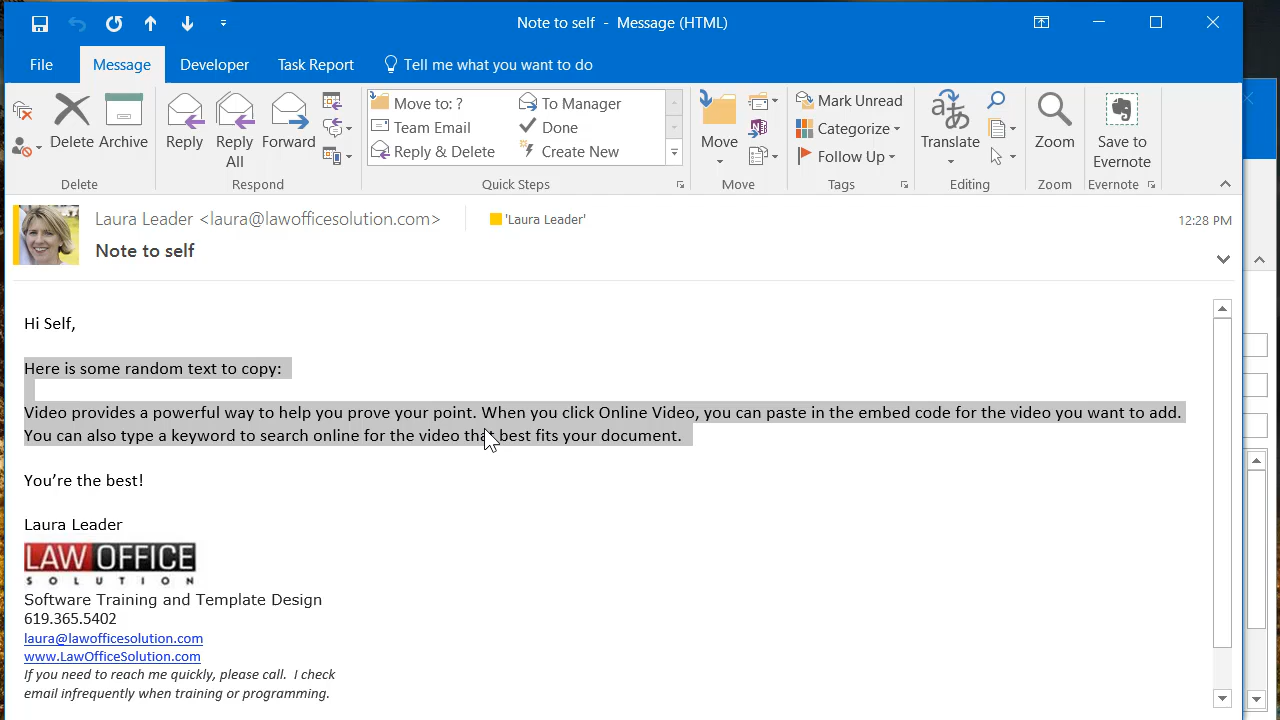 Note to self - Message (HTML)
File Message Developer Task Report Tell me what you want to do
Move to: ? To Manager Mark Unread
Team Email Done Categorize
Delete Archive Reply Reply All Forward Reply & Delete Create New Move Follow Up Translate Zoom Save to Evernote
Delete Respond Quick Steps Move Tags Editing Zoom Evernote
Laura Leader <laura@lawofficesolution.com> 'Laura Leader' 12:28 PM
Note to self
Hi Self,
Here is some random text to copy:
Video provides a powerful way to help you prove your point. When you click Online Video, you can paste in the embed code for the video you want to add.
You can also type a keyword to search online for the video that best fits your document.
You’re the best!
Laura Leader
LAW OFFICE
SOLUTION
Software Training and Template Design
619.365.5402
laura@lawofficesolution.com
www.LawOfficeSolution.com
If you need to reach me quickly, please call.  I check
email infrequently when training or programming.